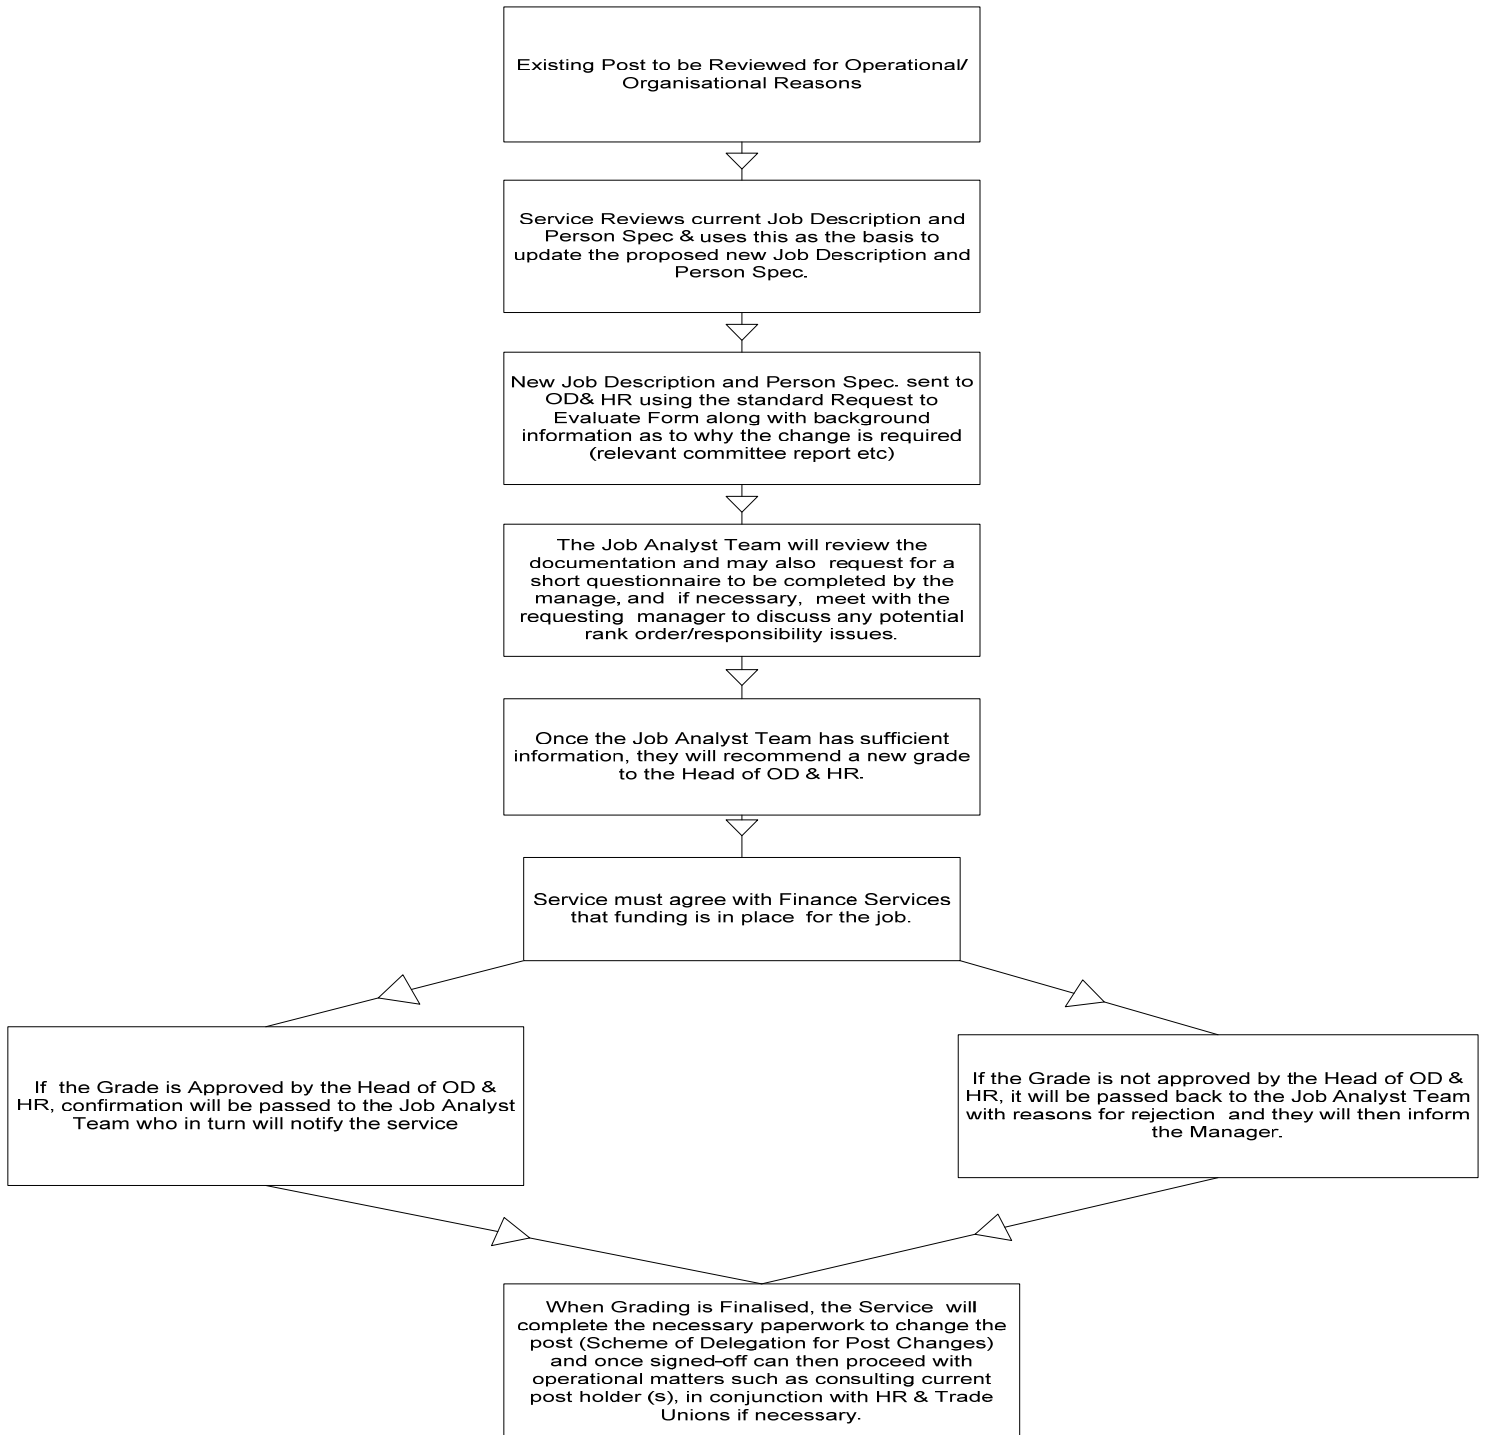 Existing Post to be Reviewed for Operational/
Organisational Reasons
Service Reviews current Job Description and
Person Spec & uses this as the basis to
update the proposed new Job Description and
Person Spec.
New Job Description and Person Spec. sent to
OD& HR using the standard Request to
Evaluate Form along with background
information as to why the change is required
(relevant committee report etc)
The Job Analyst Team will review the
documentation and may also request for a
short questionnaire to be completed by the
manage, and if necessary, meet with the
requesting manager to discuss any potential
rank order/responsibility issues.
Once the Job Analyst Team has sufficient
information, they will recommend a new grade
to the Head of OD & HR.
Service must agree with Finance Services
that funding is in place for the job.
If the Grade is Approved by the Head of OD &
HR, confirmation will be passed to the Job Analyst
Team who in turn will notify the service
If the Grade is not approved by the Head of OD &
HR, it will be passed back to the Job Analyst Team
with reasons for rejection and they will then inform
the Manager.
When Grading is Finalised, the Service will
complete the necessary paperwork to change the
post (Scheme of Delegation for Post Changes)
and once signed-off can then proceed with
operational matters such as consulting current
post holder (s), in conjunction with HR & Trade
Unions if necessary.